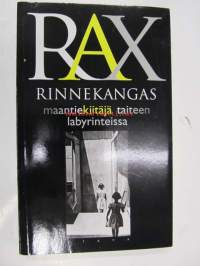 RAX
RINNEKANGAS
maantiekiitäjä taiteen
labyrinteissa